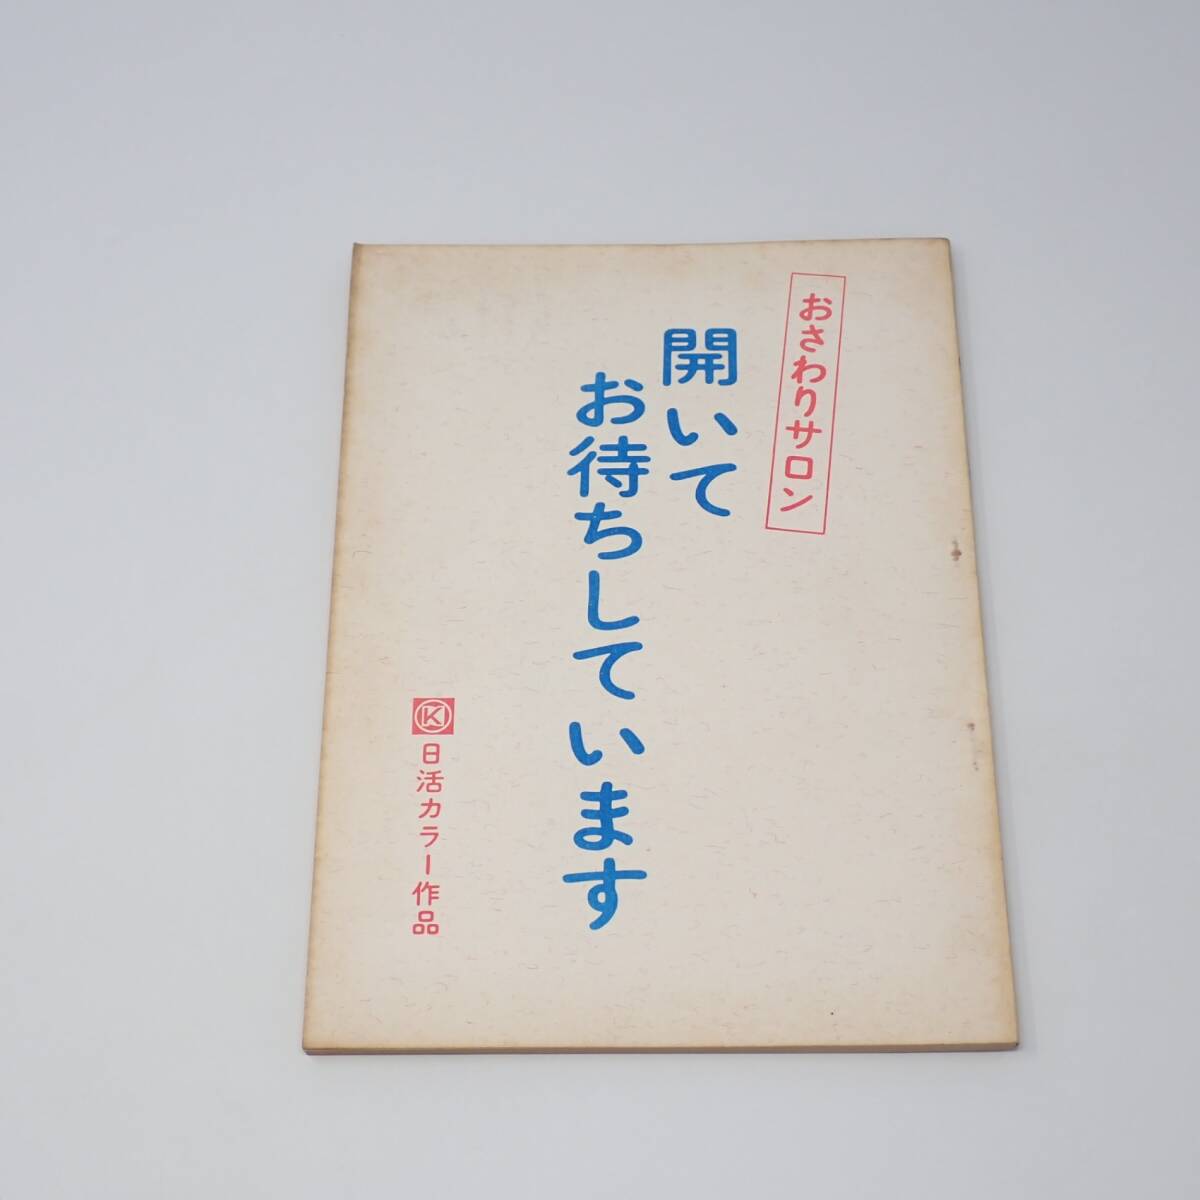 おさわりサロン
開いて
お待ちしています
K 日活カラー作品